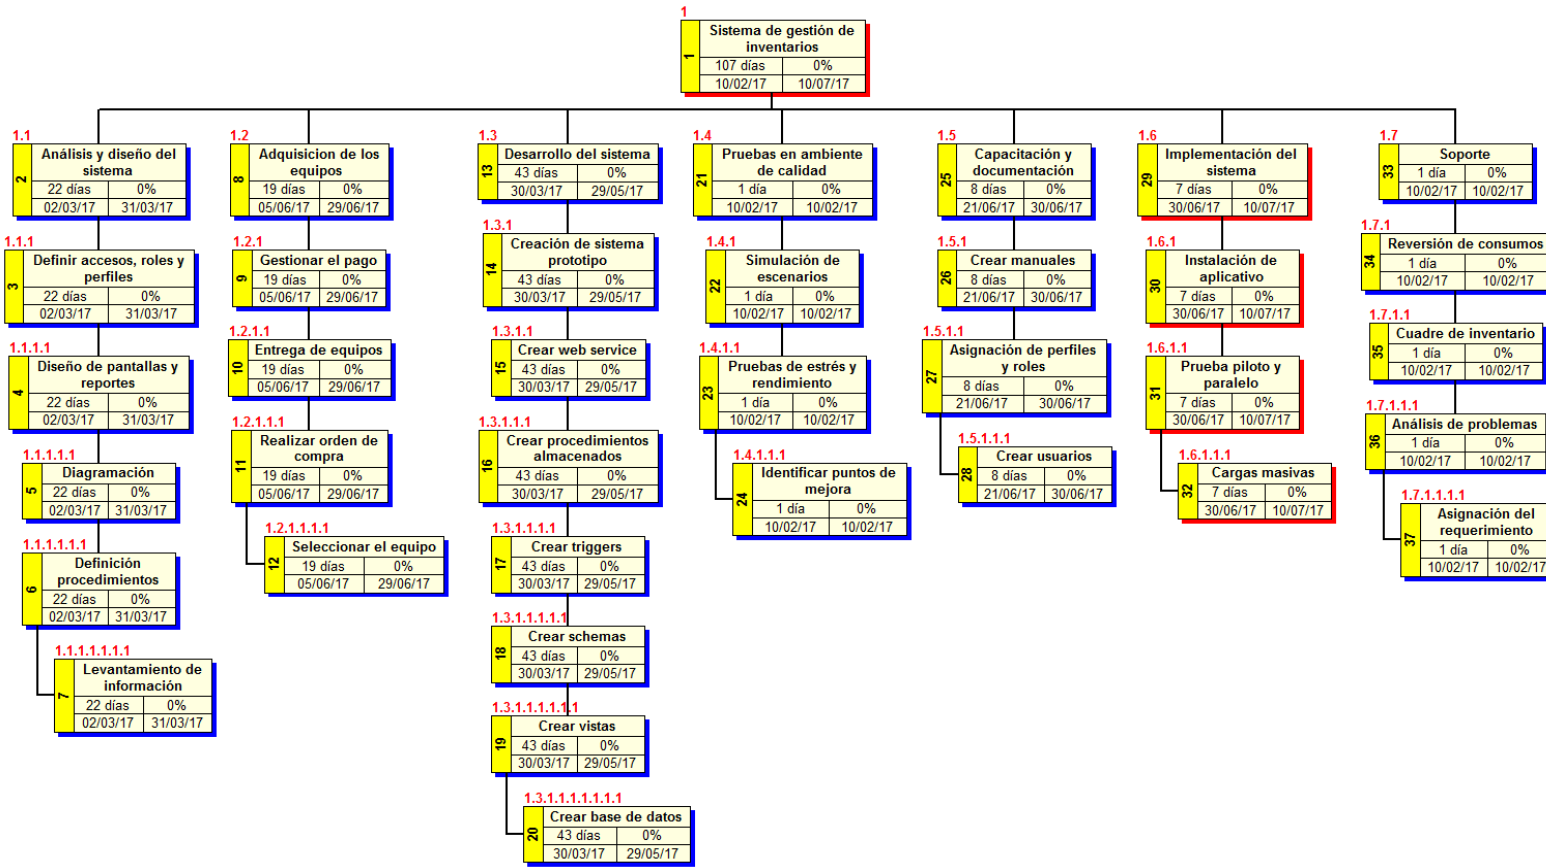 1
1
Sistema de gestión de
inventarios
107 días 0%
10/02/17 10/07/17
1.1
2
Análisis y diseño del
sistema
22 días 0%
02/03/17 31/03/17
1.1.1
3
Definir accesos, roles y
perfiles
22 días 0%
02/03/17 31/03/17
1.1.1.1
4
Diseño de pantallas y
reportes
22 días 0%
02/03/17 31/03/17
1.1.1.1.1
5
Diagramación
22 días 0%
02/03/17 31/03/17
1.1.1.1.1.1
6
Definición
procedimientos
22 días 0%
02/03/17 31/03/17
1.1.1.1.1.1.1
7
Levantamiento de
información
22 días 0%
02/03/17 31/03/17
1.2
8
Adquisicion de los
equipos
19 días 0%
05/06/17 29/06/17
1.2.1
9
Gestionar el pago
19 días 0%
05/06/17 29/06/17
1.2.1.1
10
Entrega de equipos
19 días 0%
05/06/17 29/06/17
1.2.1.1.1
11
Realizar orden de
compra
19 días 0%
05/06/17 29/06/17
1.2.1.1.1.1
12
Seleccionar el equipo
19 días 0%
05/06/17 29/06/17
1.3
13
Desarrollo del sistema
43 días 0%
30/03/17 29/05/17
1.3.1
14
Creación de sistema
prototipo
43 días 0%
30/03/17 29/05/17
1.3.1.1
15
Crear web service
43 días 0%
30/03/17 29/05/17
1.3.1.1.1
16
Crear procedimientos
almacenados
43 días 0%
30/03/17 29/05/17
1.3.1.1.1.1
17
Crear triggers
43 días 0%
30/03/17 29/05/17
1.3.1.1.1.1.1
18
Crear schemas
43 días 0%
30/03/17 29/05/17
1.3.1.1.1.1.1.1
19
Crear vistas
43 días 0%
30/03/17 29/05/17
1.3.1.1.1.1.1.1.1
20
Crear base de datos
43 días 0%
30/03/17 29/05/17
1.4
21
Pruebas en ambiente
de calidad
1 día 0%
10/02/17 10/02/17
1.4.1
22
Simulación de
escenarios
1 día 0%
10/02/17 10/02/17
1.4.1.1
23
Pruebas de estrés y
rendimiento
1 día 0%
10/02/17 10/02/17
1.4.1.1.1
24
Identificar puntos de
mejora
1 día 0%
10/02/17 10/02/17
1.5
25
Capacitación y
documentación
8 días 0%
21/06/17 30/06/17
1.5.1
26
Crear manuales
8 días 0%
21/06/17 30/06/17
1.5.1.1
27
Asignación de perfiles
y roles
8 días 0%
21/06/17 30/06/17
1.5.1.1.1
28
Crear usuarios
8 días 0%
21/06/17 30/06/17
1.6
29
Implementación del
sistema
7 días 0%
30/06/17 10/07/17
1.6.1
30
Instalación de
aplicativo
7 días 0%
30/06/17 10/07/17
1.6.1.1
31
Prueba piloto y
paralelo
7 días 0%
30/06/17 10/07/17
1.6.1.1.1
32
Cargas masivas
7 días 0%
30/06/17 10/07/17
1.7
33
Soporte
1 día 0%
10/02/17 10/02/17
1.7.1
34
Reversión de consumos
1 día 0%
10/02/17 10/02/17
1.7.1.1
35
Cuadre de inventario
1 día 0%
10/02/17 10/02/17
1.7.1.1.1
36
Análisis de problemas
1 día 0%
10/02/17 10/02/17
1.7.1.1.1.1
37
Asignación del
requerimiento
1 día 0%
10/02/17 10/02/17